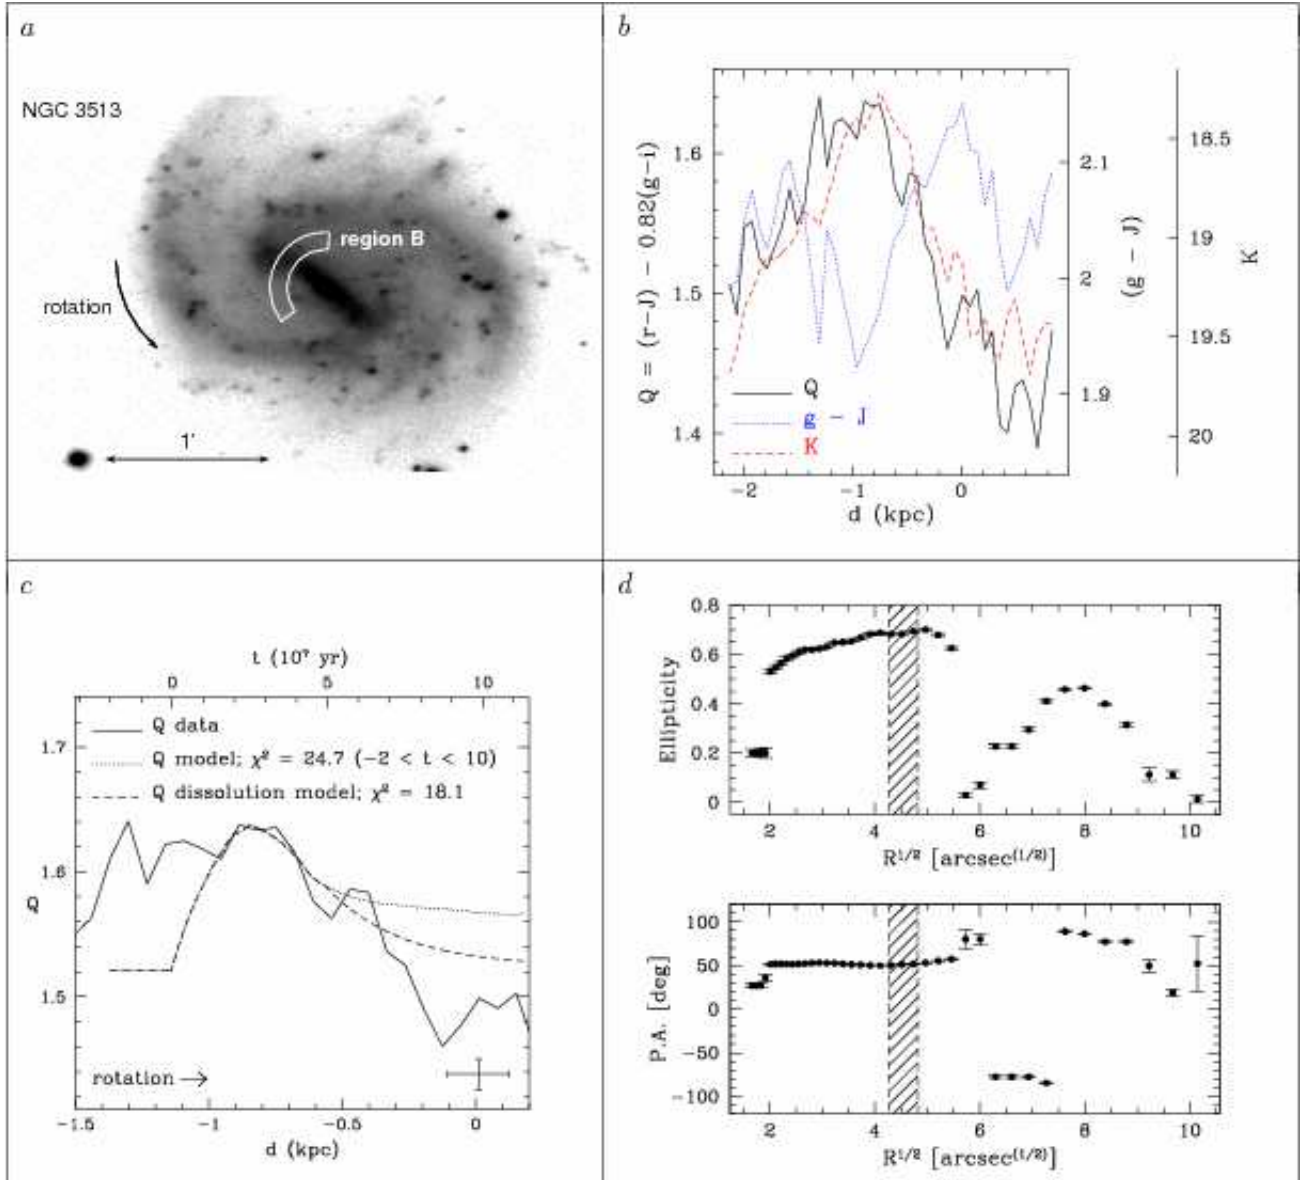 a
NGC 3513
region B
rotation
1'
b
Q = (r-J) - 0.82(g-i)
1.6
1.5
1.4
Q
g - J
K
-2
-1
0
d (kpc)
2.1
2
1.9
(g - J)
18.5
19
19.5
20
K
c
t (10⁷ yr)
0
5
10
Q data
Q model; χ² = 24.7 (-2 < t < 10)
Q dissolution model; χ² = 18.1
1.7
1.6
1.5
Q
rotation →
-1.5
-1
-0.5
0
d (kpc)
d
Ellipticity
0.8
0.6
0.4
0.2
0
2 4 6 8 10
R^1/2 [arcsec^(1/2)]
P.A. [deg]
100
50
0
-50
-100
2 4 6 8 10
R^1/2 [arcsec^(1/2)]